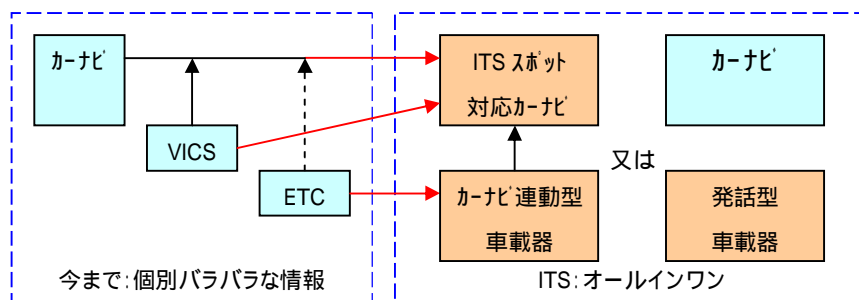 ｶｰﾅﾋﾞ
VICS
ETC
今まで：個別バラバラな情報
ITS ｽﾎﾟｯﾄ
対応ｶｰﾅﾋﾞ
ｶｰﾅﾋﾞ
又は
ｶｰﾅﾋﾞ連動型
車載器
発話型
車載器
ITS：オールインワン